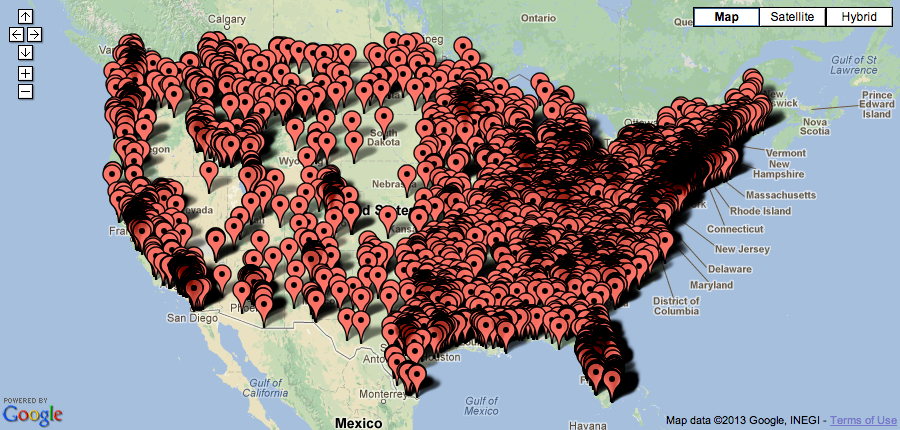 Calgary
Ontario
Map
Satellite
Hybrid
Gulf of St
Lawrence
Prince
Edward
Island
Nova
Scotia
Vermont
New
Hampshire
South
Dakota
Massachusetts
Rhode Island
Connecticut
New Jersey
Delaware
Maryland
District of
Columbia
San Diego
Gulf of
California
Monterrey
Gulf of
Mexico
Mexico
Havana
POWERED BY
Google
Map data ©2013 Google, INEGI - Terms of Use